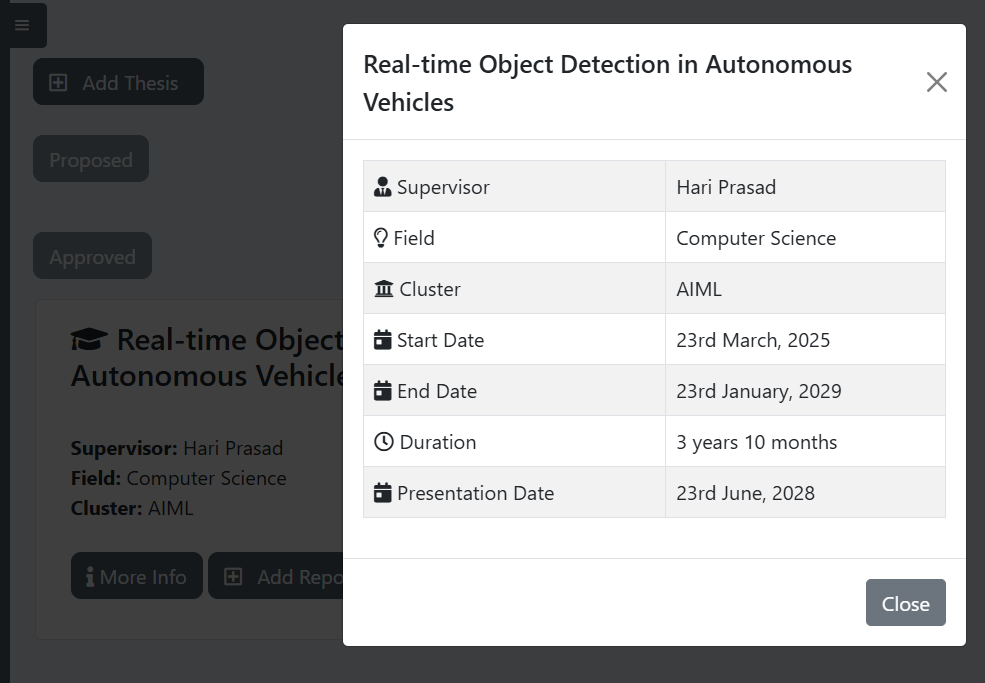 Add Thesis
Proposed
Approved
Real-time Object
Autonomous Vehicle
Supervisor: Hari Prasad
Field: Computer Science
Cluster: AIML
More Info
Add Repo
Real-time Object Detection in Autonomous
Vehicles
Supervisor Hari Prasad
Field Computer Science
Cluster AIML
Start Date 23rd March, 2025
End Date 23rd January, 2029
Duration 3 years 10 months
Presentation Date 23rd June, 2028
Close